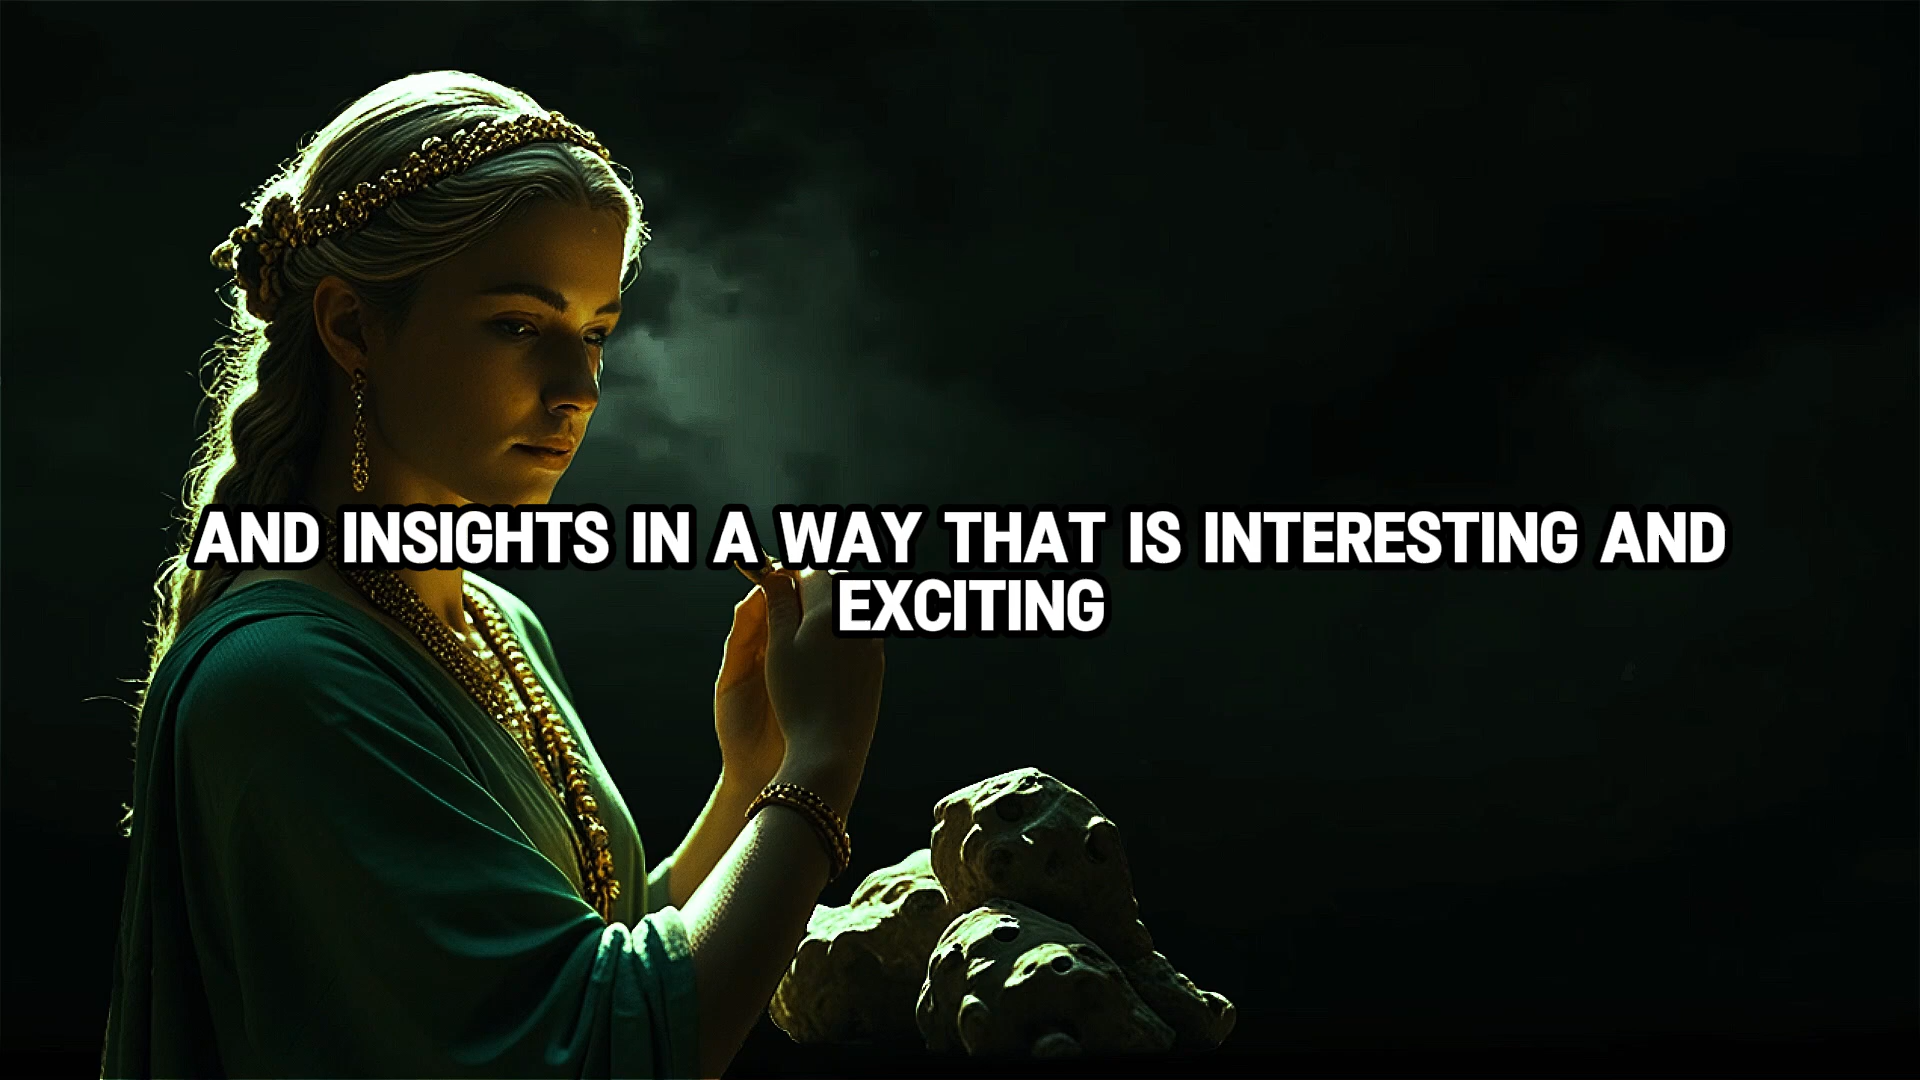 AND INSIGHTS IN A WAY THAT IS INTERESTING AND
EXCITING